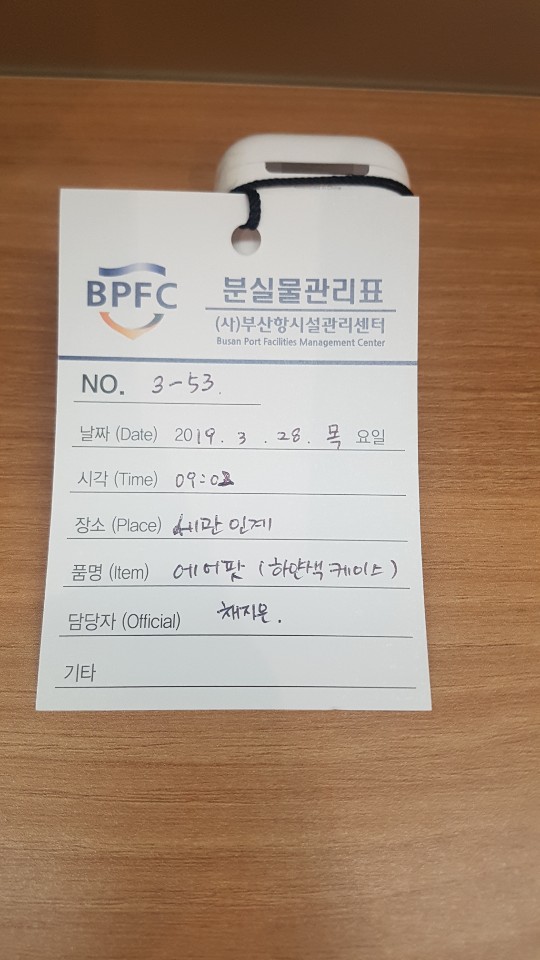 BPFC
분실물관리표
(사)부산항시설관리센터
Busan Port Facilities Management Center
NO. 3-53.
날짜 (Date) 2019. 3. 28. 목 요일
시각 (Time) 09:02
장소 (Place) 세관인계
품명 (Item) 에어팟 (하얀색 케이스)
담당자 (Official) 채지운.
기타